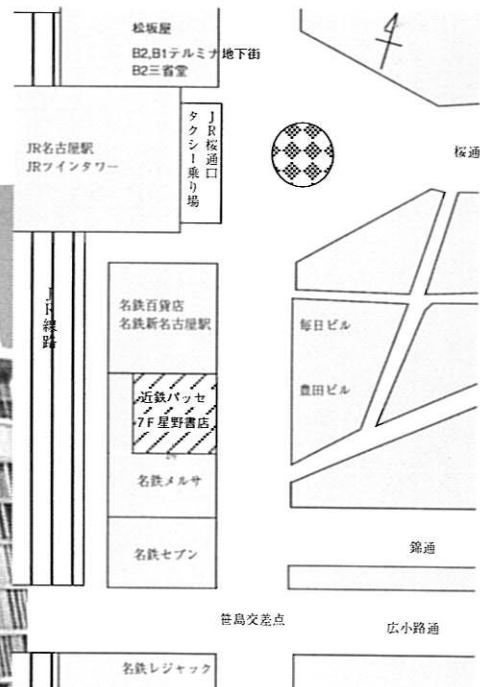 松坂屋
B2,B1テルミナ地下街
B2三省堂
JR名古屋駅
JRツインタワー
JR桜通口
タクシー乗り場
桜通
JR線路
名鉄百貨店
名鉄新名古屋駅
毎日ビル
豊田ビル
近鉄パッセ
7F星野書店
名鉄メルサ
名鉄セブン
錦通
笹島交差点
広小路通
名鉄レジャック